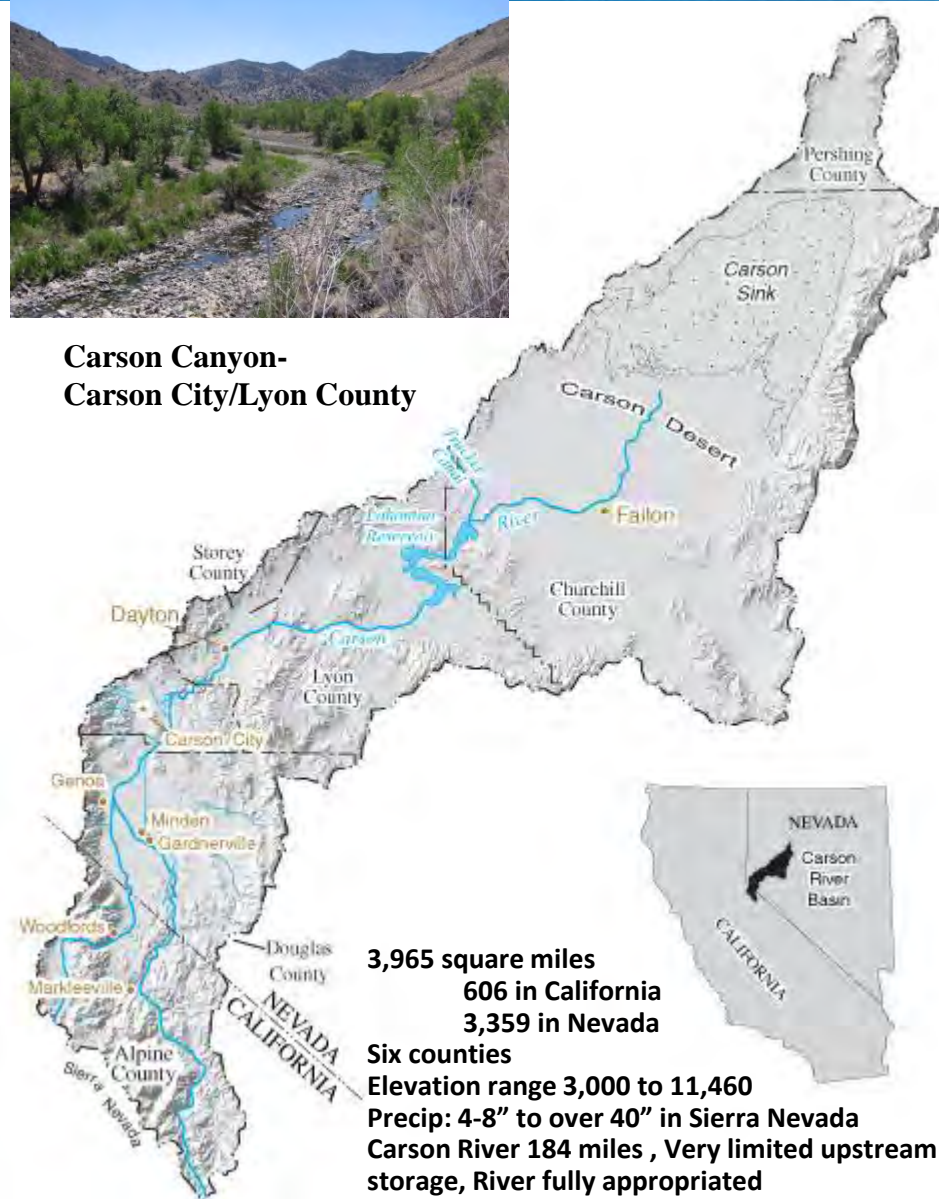 Carson Canyon-
Carson City/Lyon County
Pershing
County
Carson
Sink
Carson Desert
Truckee
Canal
Lahontan
Reservoir
River
Fallon
Storey
County
Churchill
County
Dayton
Carson
Lyon
County
Carson City
Genoa
Minden
Gardnerville
NEVADA
Carson
River
Basin
CALIFORNIA
Woodfords
Douglas
County
Markleeville
NEVADA
CALIFORNIA
Alpine
County
Sierra Nevada
3,965 square miles
606 in California
3,359 in Nevada
Six counties
Elevation range 3,000 to 11,460
Precip: 4-8” to over 40” in Sierra Nevada
Carson River 184 miles , Very limited upstream
storage, River fully appropriated